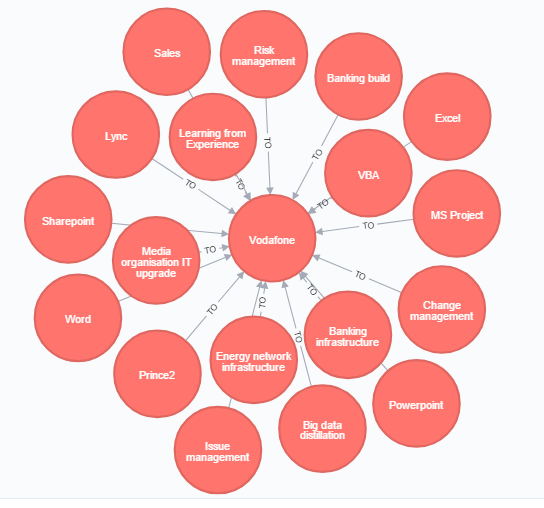 Sales
Risk
management
Banking build
Excel
Lync
Learning from
Experience
TO
TO
VBA
TO
TO
TO
MS Project
Sharepoint
TO
Vodafone
Media
organisation IT
upgrade
TO
TO
Word
TO
TO
TO
Change
management
Prince2
Energy network
infrastructure
TO
Banking
infrastructure
Powerpoint
Issue
management
Big data
distillation